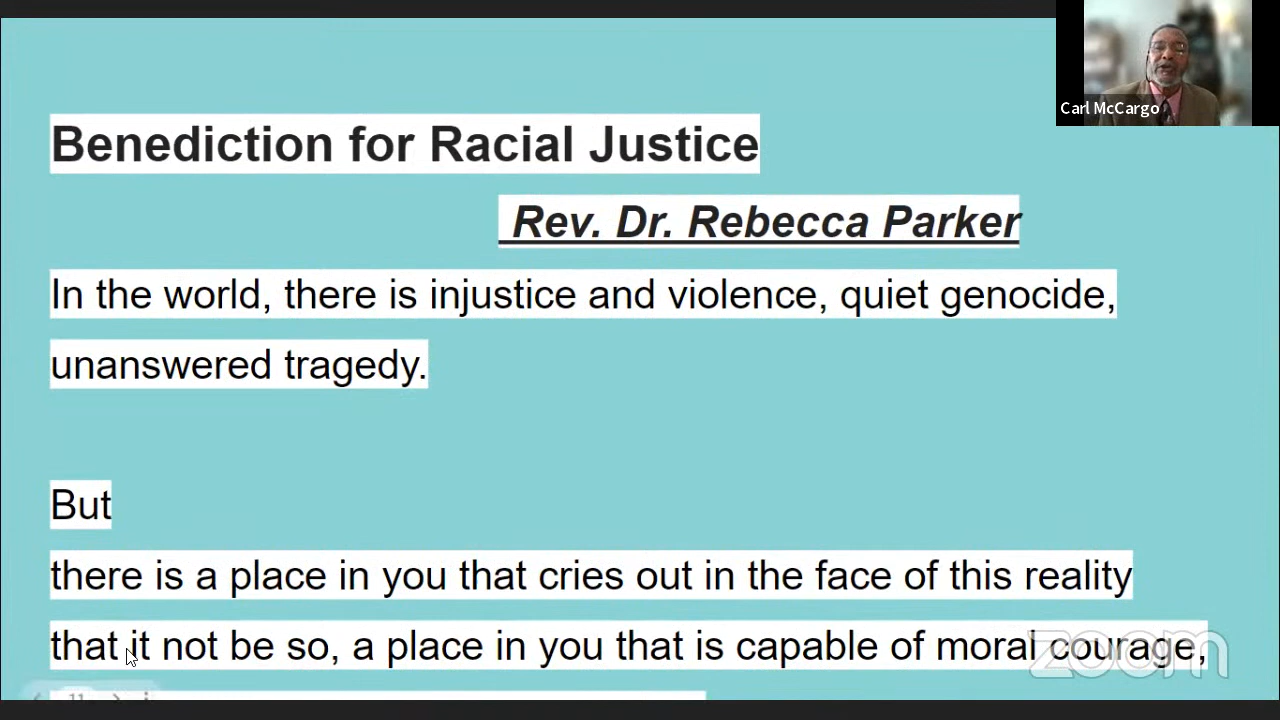 Carl McCargo
Benediction for Racial Justice
Rev. Dr. Rebecca Parker
In the world, there is injustice and violence, quiet genocide,
unanswered tragedy.
But
there is a place in you that cries out in the face of this reality
that it not be so, a place in you that is capable of moral courage,
zoom
11